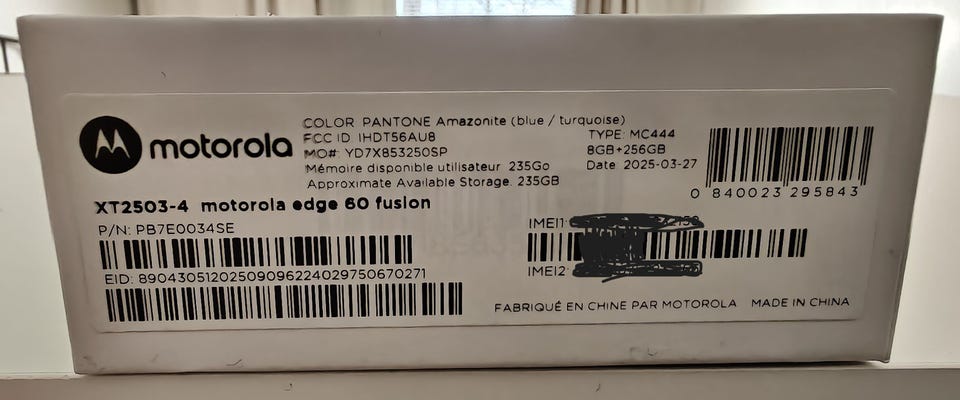 motorola
COLOR PANTONE Amazonite (blue / turquoise)
FCC ID: IHDT56AU8
TYPE: MC444
MO#: YD7X853250SP
8GB+256GB
Mémoire disponible utilisateur 235Go
Date: 2025-03-27
Approximate Available Storage. 235GB
0 840023 295843
XT2503-4 motorola edge 60 fusion
P/N: PB7E0034SE
IMEI1:
EID: 89043051202509096224029750670271
IMEI2:
FABRIQUÉ EN CHINE PAR MOTOROLA MADE IN CHINA